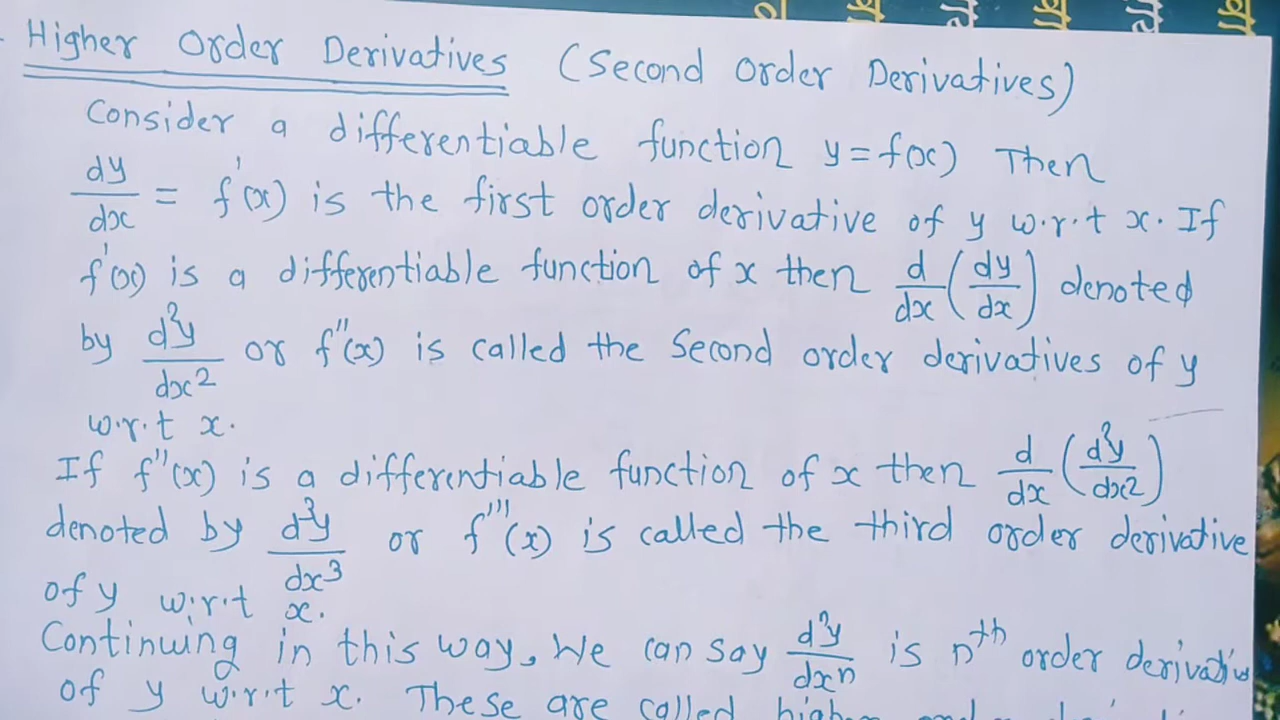 Higher Order Derivatives (Second Order Derivatives)
Consider a differentiable function y = f(x) Then
dy/dx = f'(x) is the first order derivative of y w.r.t x. If
f'(x) is a differentiable function of x then d/dx (dy/dx) denoted
by d²y/dx² or f''(x) is called the Second order derivatives of y
w.r.t x.
If f''(x) is a differentiable function of x then d/dx (d²y/dx²)
denoted by d³y/dx³ or f'''(x) is called the third order derivative
of y w.r.t x.
Continuing in this way, We can say dⁿy/dxⁿ is nᵗʰ order derivative
of y w.r.t x. These are called